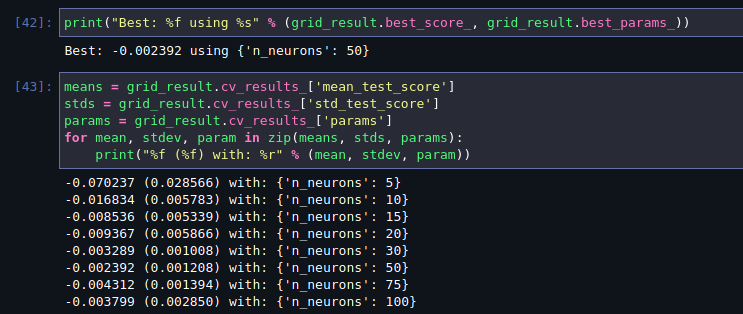 [42]: print("Best: %f using %s" % (grid_result.best_score_, grid_result.best_params_))
Best: -0.002392 using {'n_neurons': 50}
[43]: means = grid_result.cv_results_['mean_test_score']
stds = grid_result.cv_results_['std_test_score']
params = grid_result.cv_results_['params']
for mean, stdev, param in zip(means, stds, params):
    print("%f (%f) with: %r" % (mean, stdev, param))
-0.070237 (0.028566) with: {'n_neurons': 5}
-0.016834 (0.005783) with: {'n_neurons': 10}
-0.008536 (0.005339) with: {'n_neurons': 15}
-0.009367 (0.005866) with: {'n_neurons': 20}
-0.003289 (0.001008) with: {'n_neurons': 30}
-0.002392 (0.001208) with: {'n_neurons': 50}
-0.004312 (0.001394) with: {'n_neurons': 75}
-0.003799 (0.002850) with: {'n_neurons': 100}